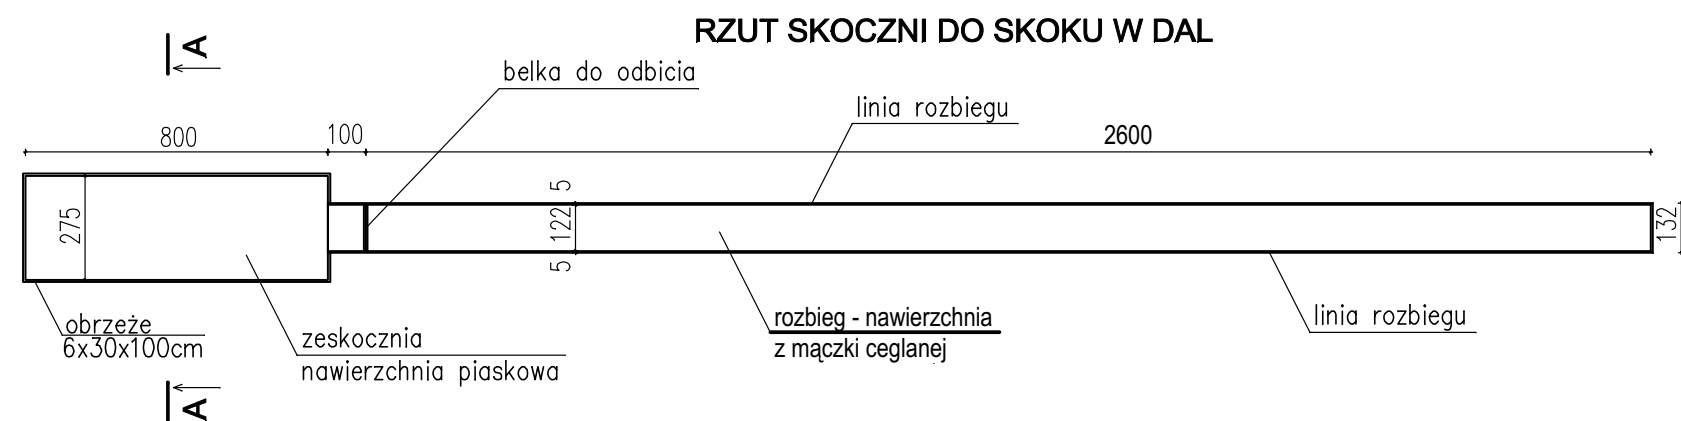 RZUT SKOCZNI DO SKOKU W DAL
A
belka do odbicia
linia rozbiegu
800
100
2600
275
5
122
5
132
obrzeże
6x30x100cm
zeskocznia
nawierzchnia piaskowa
rozbieg - nawierzchnia
z mączki ceglanej
linia rozbiegu
A